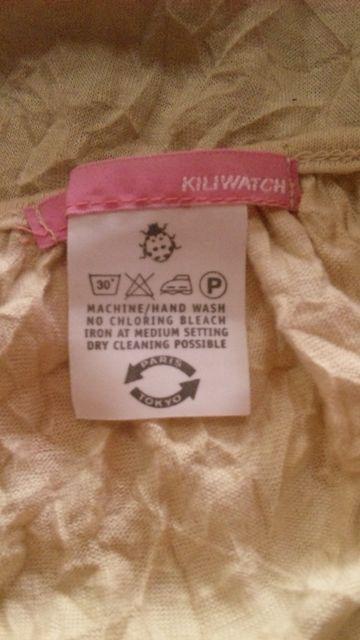 KILIWATCH
30° P
MACHINE/HAND WASH
NO CHLORING BLEACH
IRON AT MEDIUM SETTING
DRY CLEANING POSSIBLE
PARIS
TOKYO